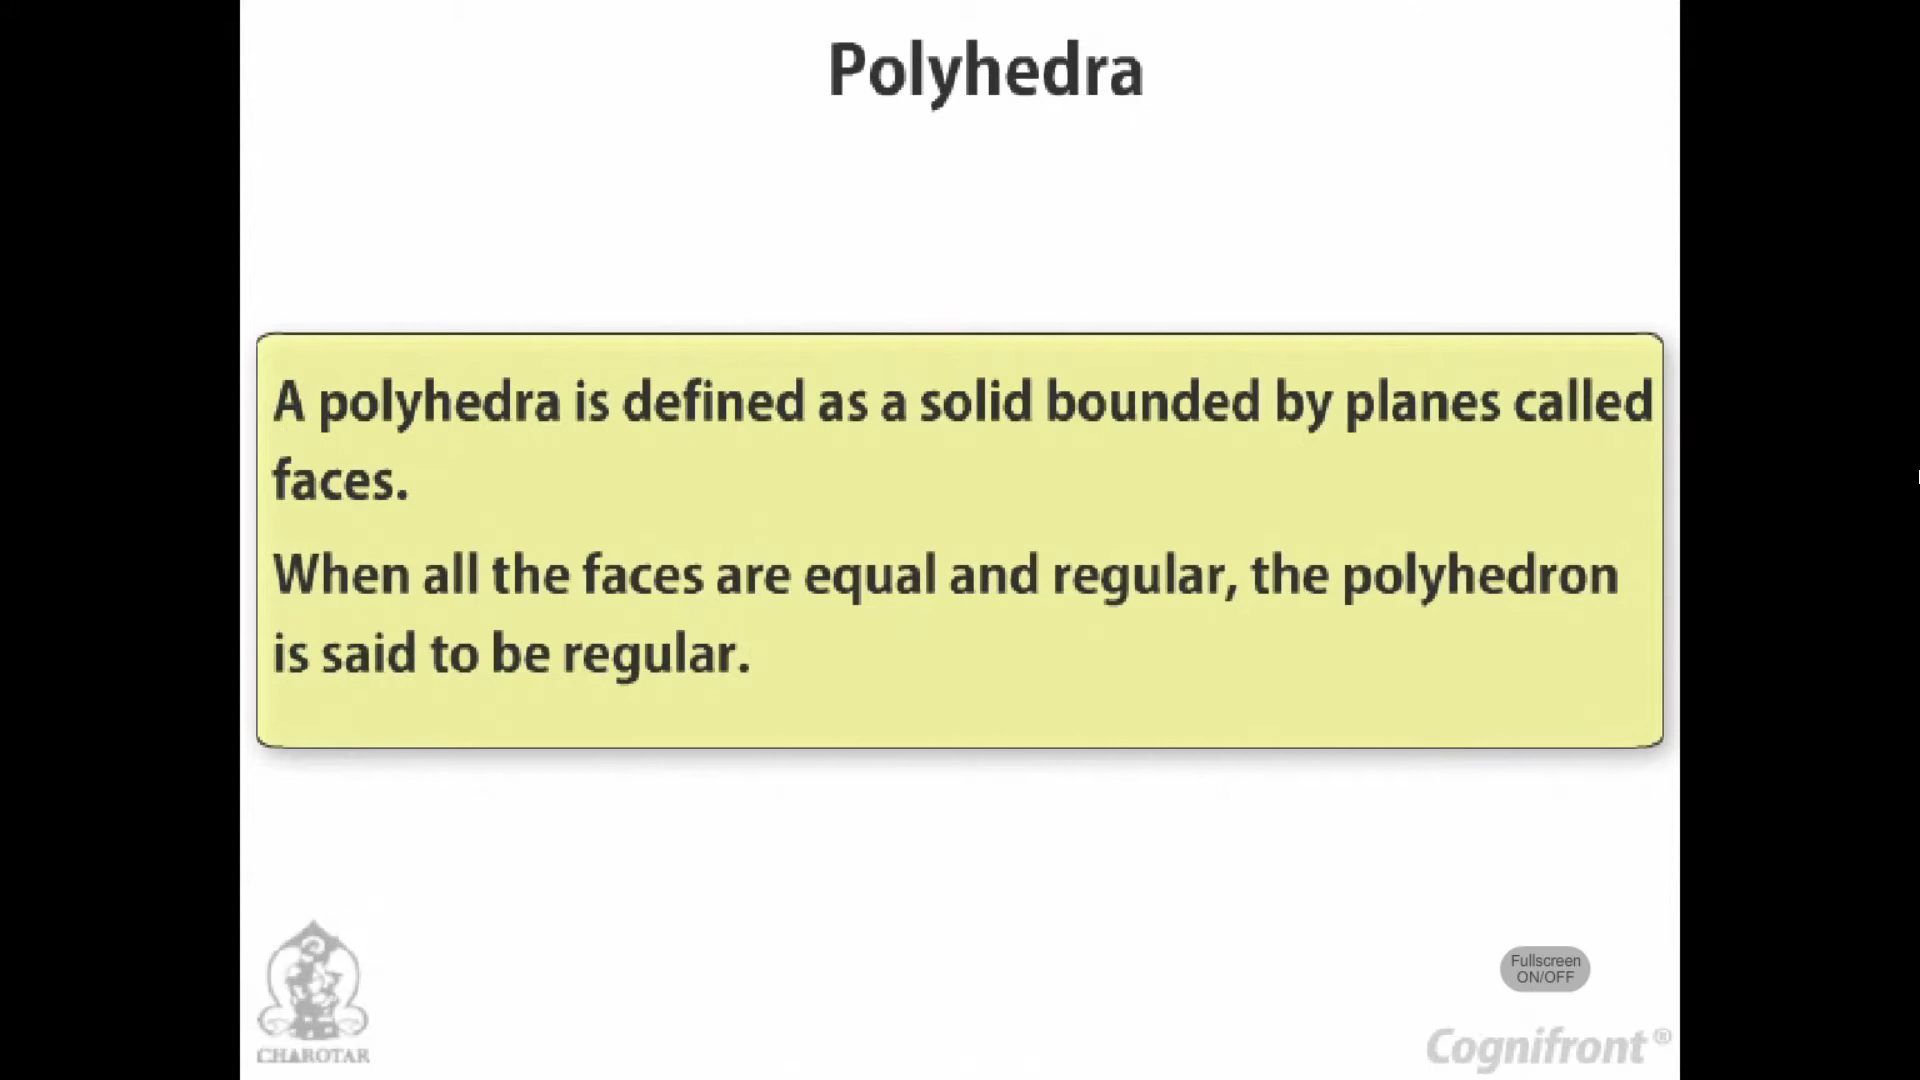 Polyhedra
A polyhedra is defined as a solid bounded by planes called
faces.
When all the faces are equal and regular, the polyhedron
is said to be regular.
Fullscreen
ON/OFF
CHAROTAR
Cognifront®